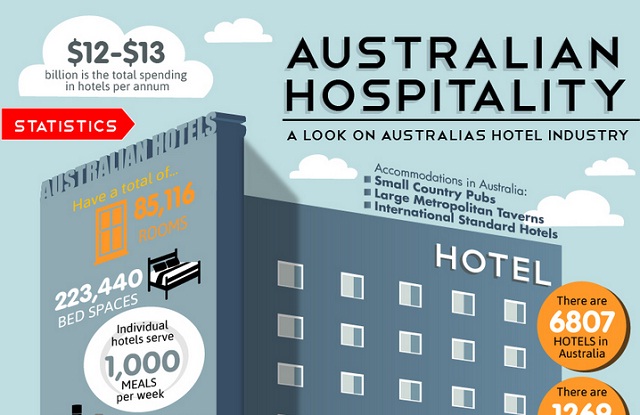 $12-$13
billion is the total spending
in hotels per annum
AUSTRALIAN
HOSPITALITY
A LOOK ON AUSTRALIAS HOTEL INDUSTRY
STATISTICS
AUSTRALIAN HOTELS
Have a total of...
85,116
ROOMS
223,440
BED SPACES
Individual
hotels serve
1,000
MEALS
per week
Accommodations in Australia:
Small Country Pubs
Large Metropolitan Taverns
International Standard Hotels
HOTEL
There are
6807
HOTELS in
Australia
There are
1269